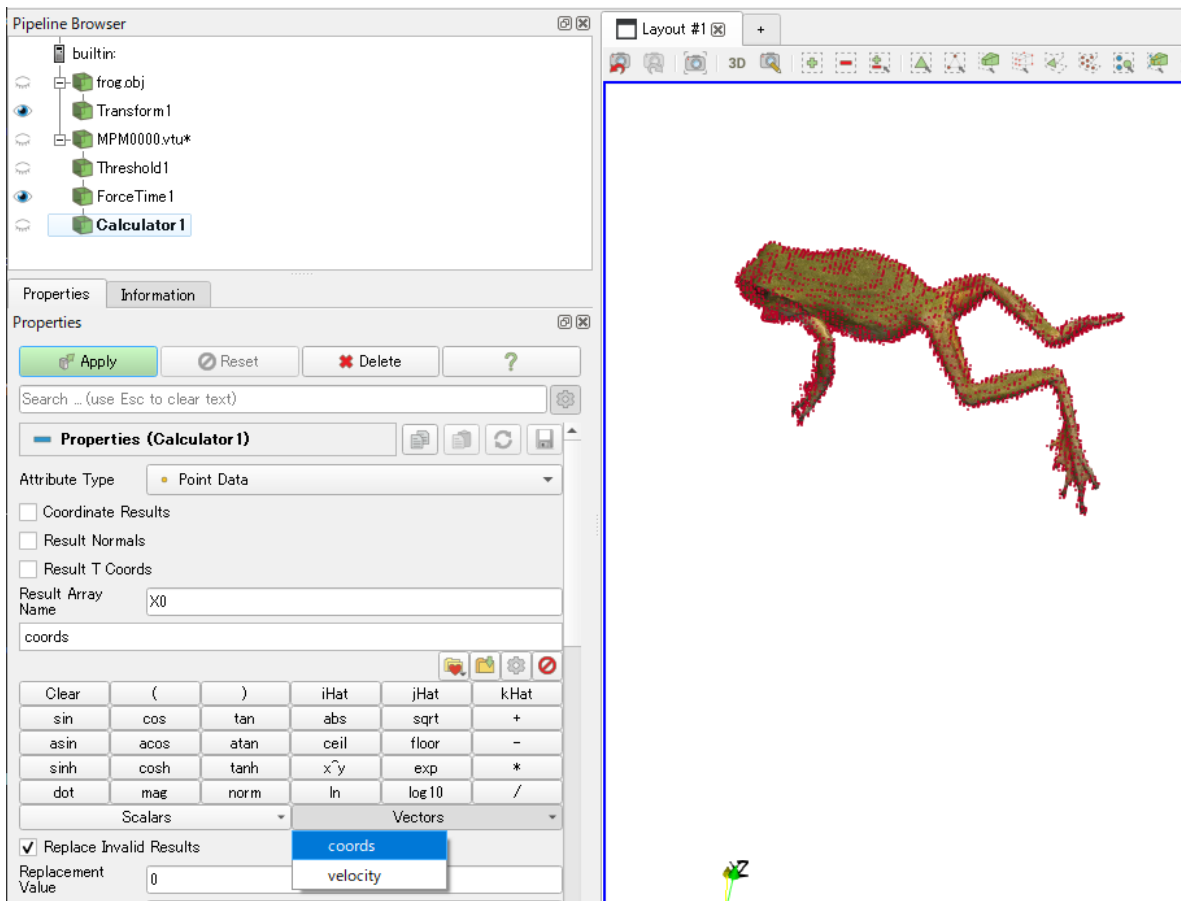 Pipeline Browser
builtin:
frog.obj
Transform1
MPM0000.vtu*
Threshold1
ForceTime1
Calculator1
Properties Information
Properties
Apply Reset Delete ?
Search ... (use Esc to clear text)
Properties (Calculator1)
Attribute Type Point Data
Coordinate Results
Result Normals
Result T Coords
Result Array Name X0
coords
Clear ( ) iHat jHat kHat
sin cos tan abs sqrt +
asin acos atan ceil floor -
sinh cosh tanh x^y exp *
dot mag norm ln log10 /
Scalars Vectors
Replace Invalid Results
coords
velocity
Replacement Value 0
Layout #1 +
3D
YZ